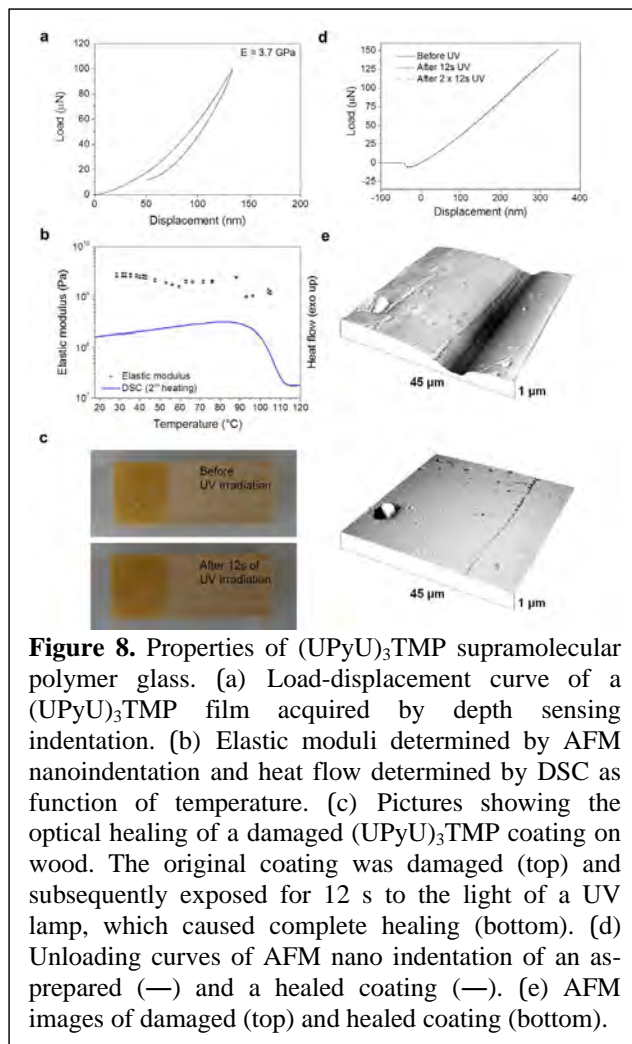 a
E = 3.7 GPa
Load (µN)
120
100
80
60
40
20
0
0 50 100 150 200
Displacement (nm)
d
Before UV
After 12s UV
After 2 x 12s UV
Load (µN)
150
125
100
75
50
25
0
-25
-100 0 100 200 300 400
Displacement (nm)
b
Elastic modulus (Pa)
10¹⁰
10⁷
Elastic modulus
DSC (2ⁿᵈ heating)
Heat flow (exo up)
20 30 40 50 60 70 80 90 100 110 120
Temperature (°C)
e
45 µm
1 µm
c
Before
UV irradiation
After 12s of
UV irradiation
45 µm
1 µm
Figure 8. Properties of (UPyU)₃TMP supramolecular
polymer glass. (a) Load-displacement curve of a
(UPyU)₃TMP film acquired by depth sensing
indentation. (b) Elastic moduli determined by AFM
nanoindentation and heat flow determined by DSC as
function of temperature. (c) Pictures showing the
optical healing of a damaged (UPyU)₃TMP coating on
wood. The original coating was damaged (top) and
subsequently exposed for 12 s to the light of a UV
lamp, which caused complete healing (bottom). (d)
Unloading curves of AFM nano indentation of an as-
prepared (—) and a healed coating (—). (e) AFM
images of damaged (top) and healed coating (bottom).